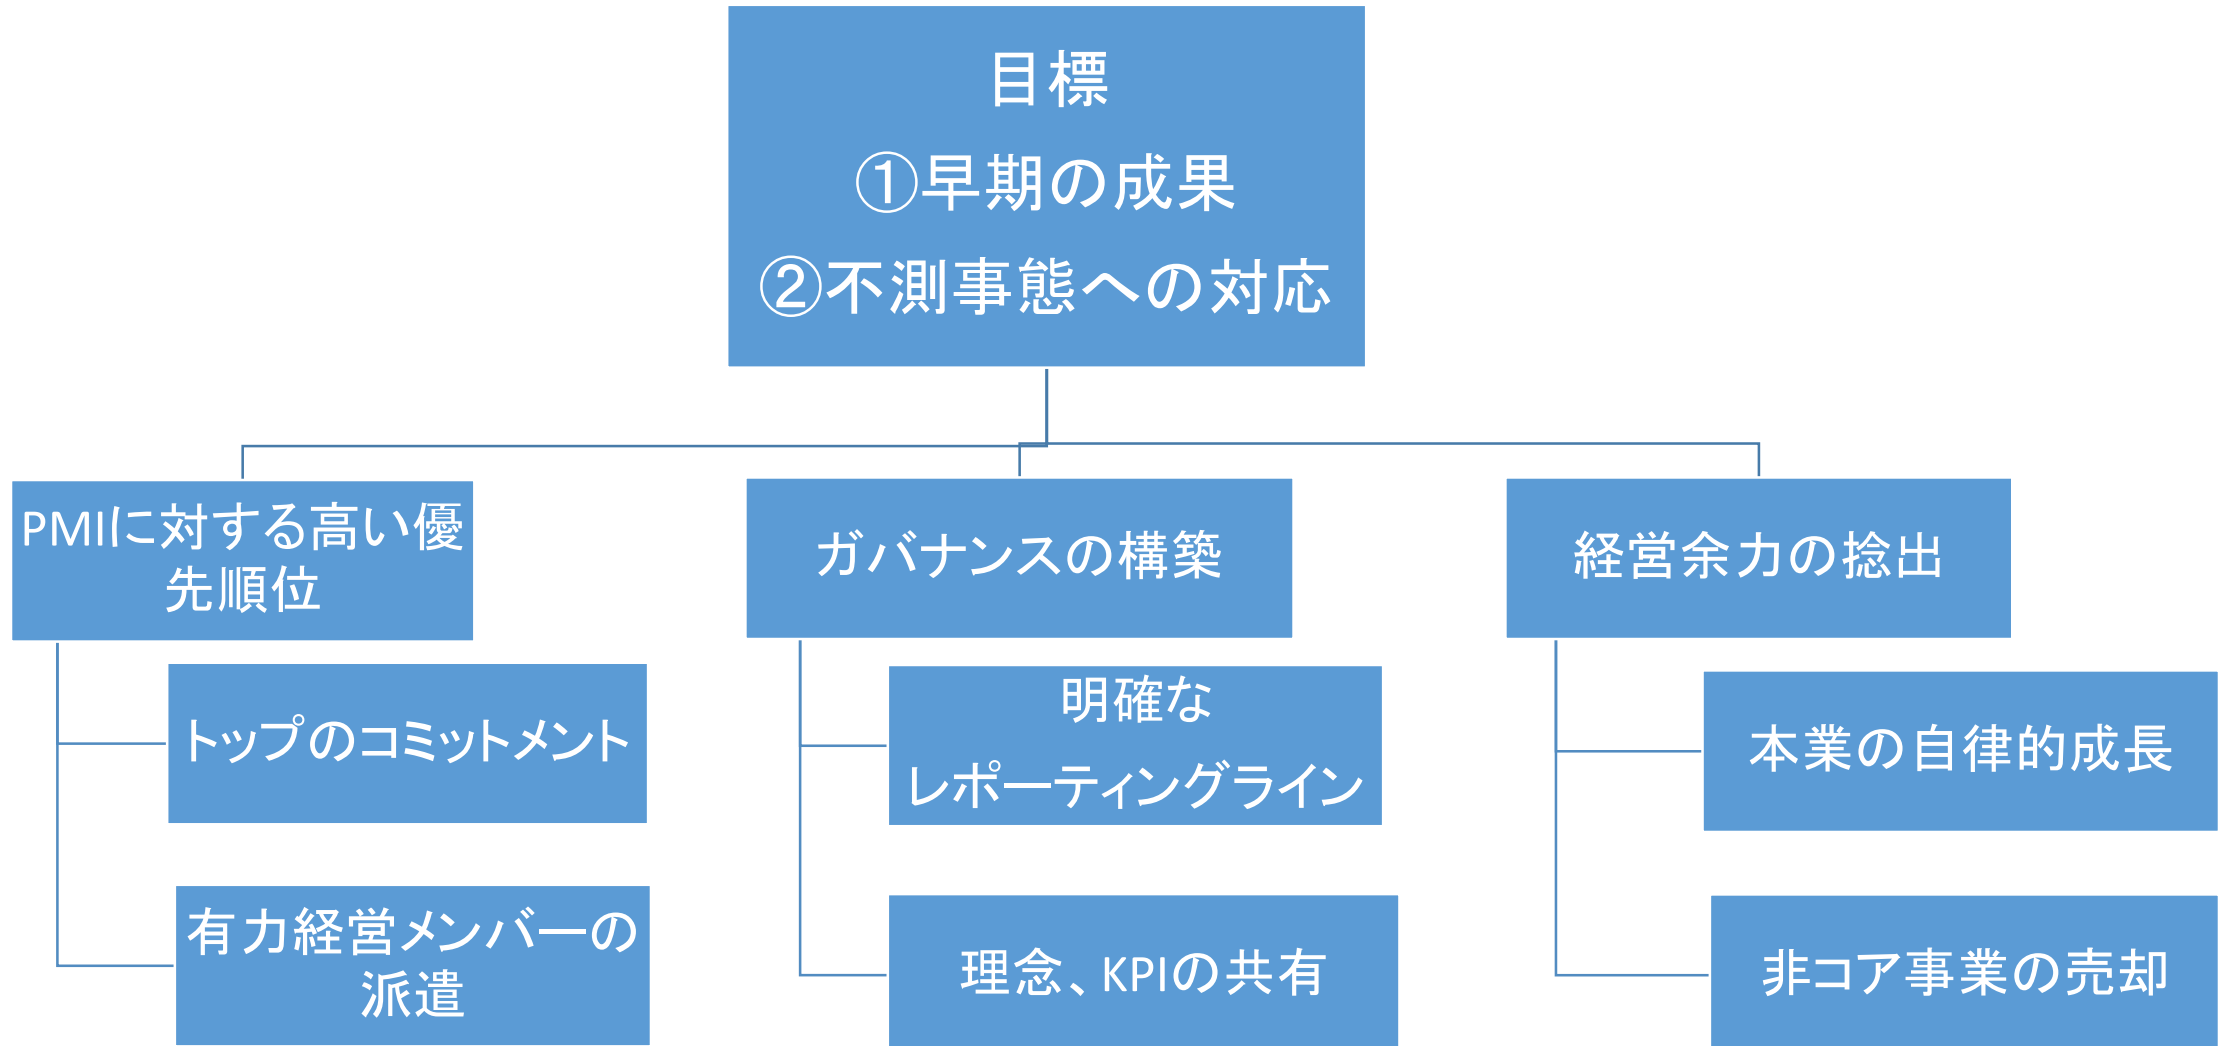 目標
①早期の成果
②不測事態への対応
PMIに対する高い優
先順位
トップのコミットメント
有力経営メンバーの
派遣
ガバナンスの構築
明確な
レポーティングライン
理念、KPIの共有
経営余力の捻出
本業の自律的成長
非コア事業の売却